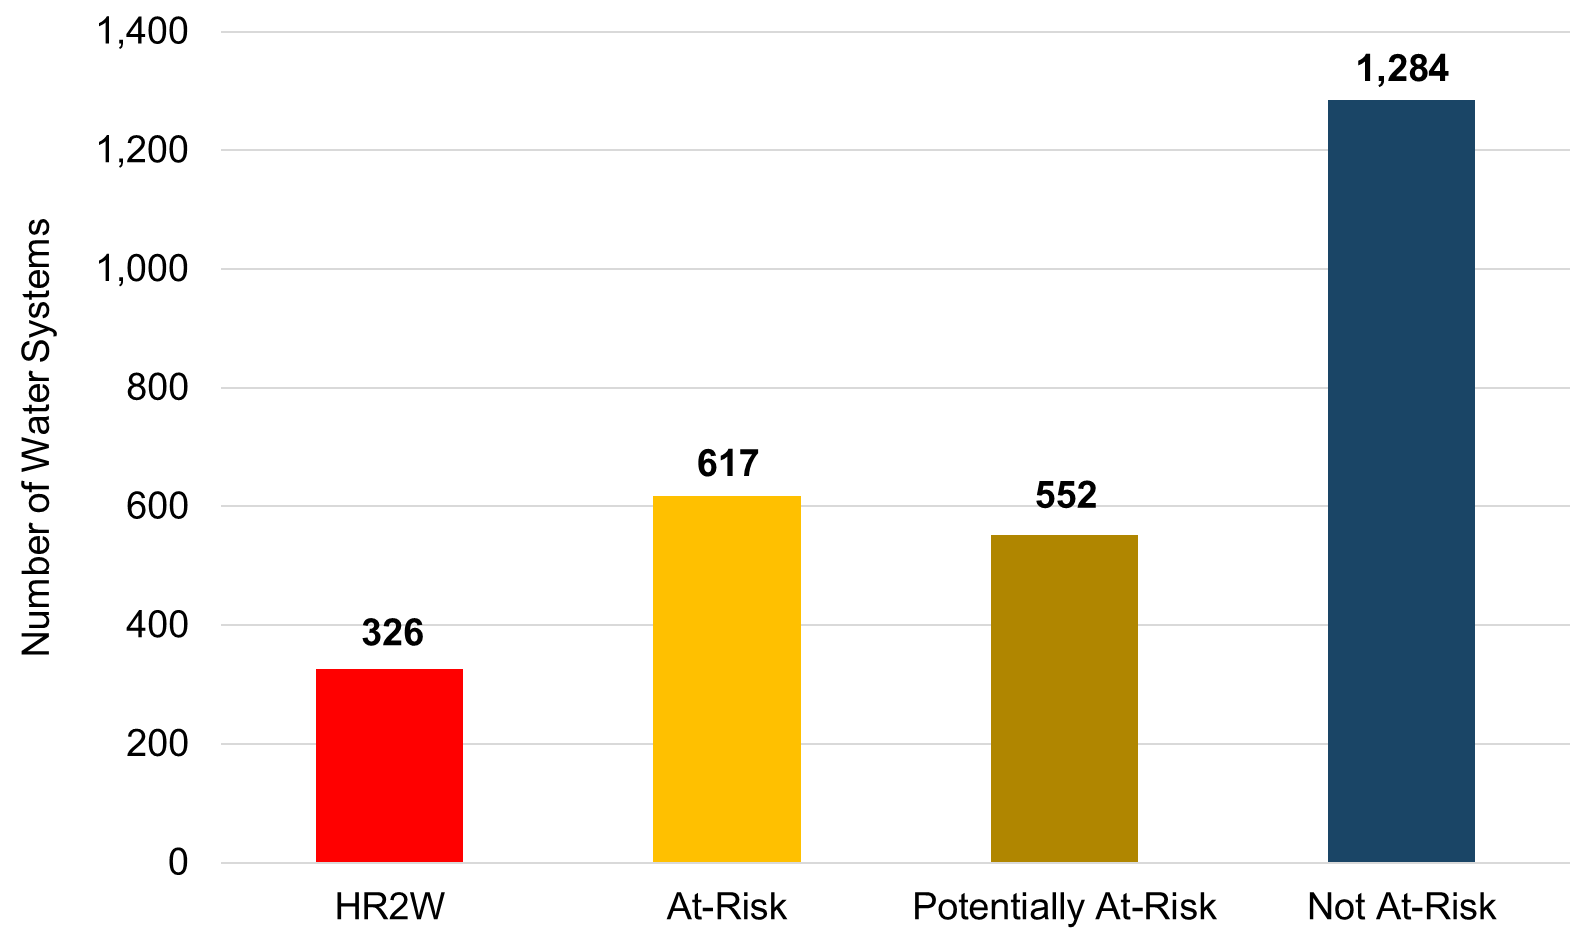 Number of Water Systems
1,400
1,200
1,000
800
600
400
200
0
326
617
552
1,284
HR2W
At-Risk
Potentially At-Risk
Not At-Risk